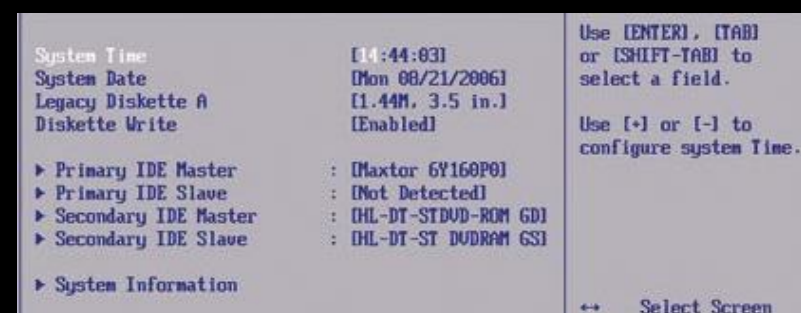 System Time [14:44:03]
System Date [Mon 08/21/2006]
Legacy Diskette A [1.44M, 3.5 in.]
Diskette Write [Enabled]
▶ Primary IDE Master : [Maxtor 6Y160P0]
▶ Primary IDE Slave : [Not Detected]
▶ Secondary IDE Master : [HL-DT-STDVD-ROM GD]
▶ Secondary IDE Slave : [HL-DT-ST DVDRAM GS]
▶ System Information
Use [ENTER], [TAB]
or [SHIFT-TAB] to
select a field.
Use [+] or [-] to
configure system Time.
↔ Select Screen